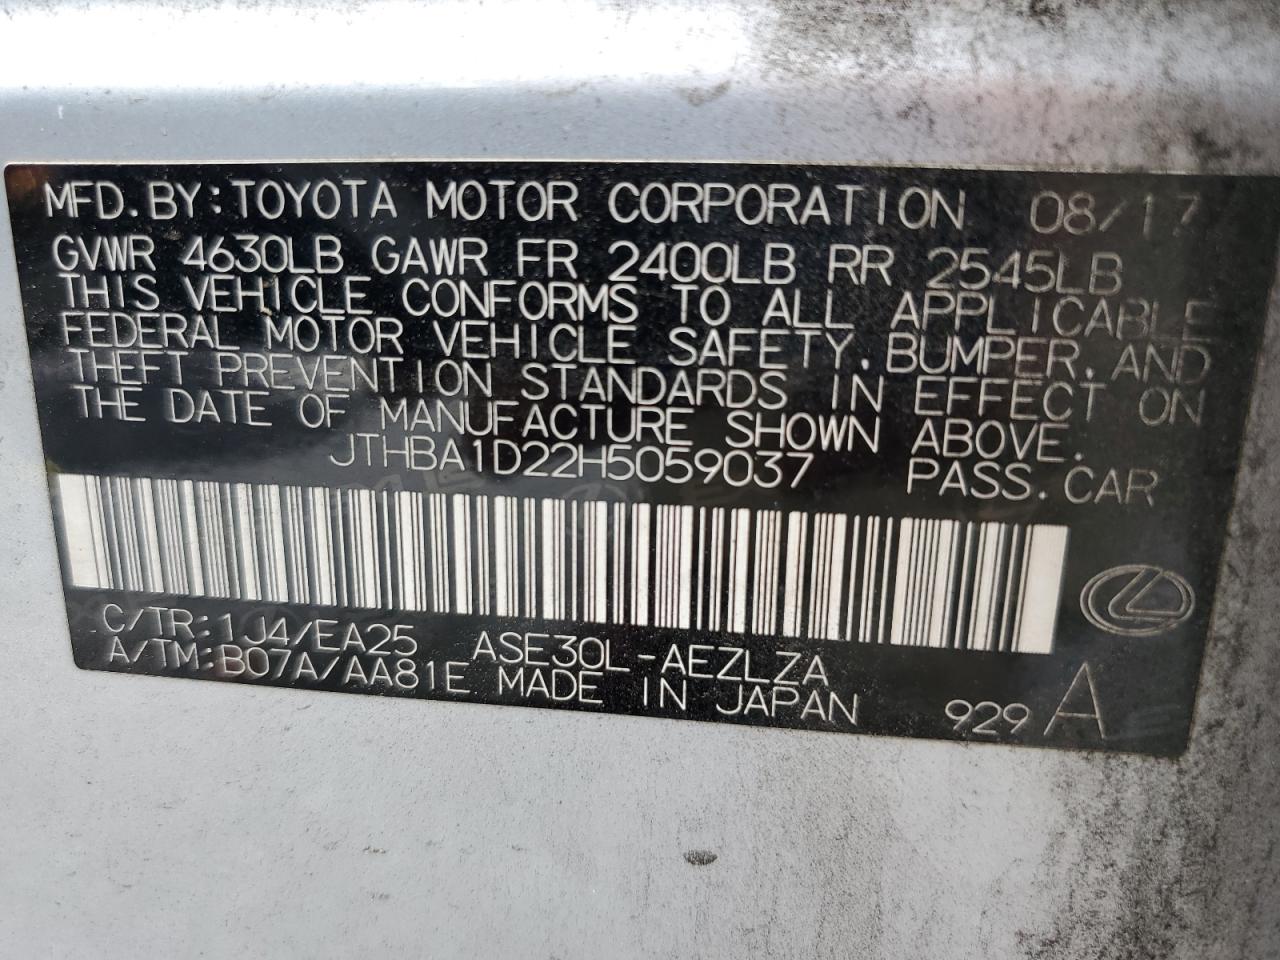 MFD. BY: TOYOTA MOTOR CORPORATION 08/17
GVWR 4630LB GAWR FR 2400LB RR 2545LB
THIS VEHICLE CONFORMS TO ALL APPLICABLE
FEDERAL MOTOR VEHICLE SAFETY, BUMPER, AND
THEFT PREVENTION STANDARDS IN EFFECT ON
THE DATE OF MANUFACTURE SHOWN ABOVE.
JTHBA1D22H5059037 PASS. CAR
C/TR: 1J4/EA25 ASE30L-AEZLZA
A/TM: B07A/AA81E MADE IN JAPAN 929 A